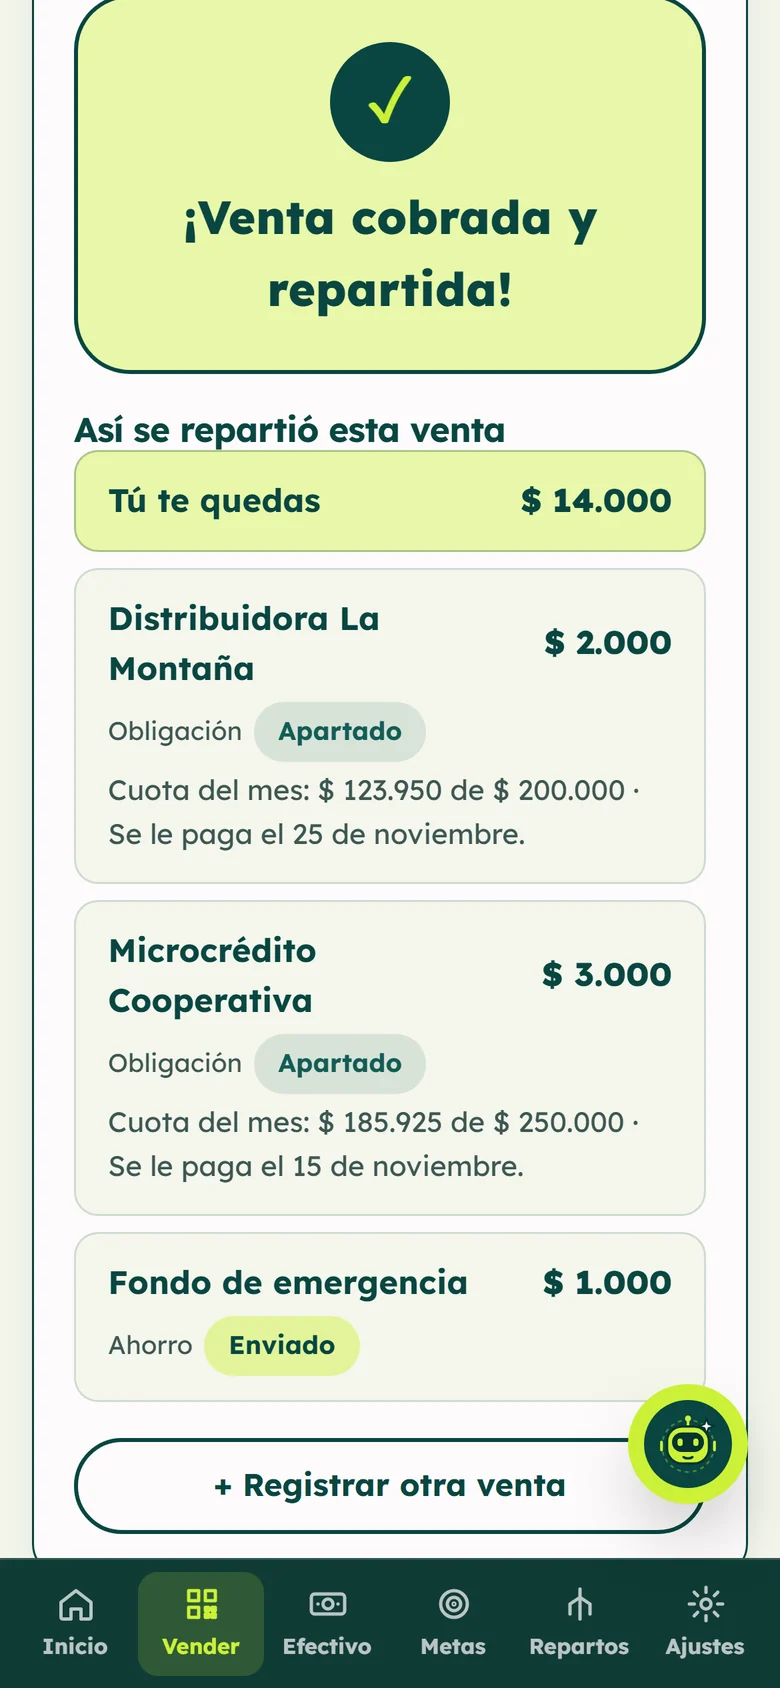 ¡Venta cobrada y
repartida!
Así se repartió esta venta
Tú te quedas $ 14.000
Distribuidora La
Montaña
$ 2.000
Obligación Apartado
Cuota del mes: $ 123.950 de $ 200.000 ·
Se le paga el 25 de noviembre.
Microcrédito
Cooperativa
$ 3.000
Obligación Apartado
Cuota del mes: $ 185.925 de $ 250.000 ·
Se le paga el 15 de noviembre.
Fondo de emergencia $ 1.000
Ahorro Enviado
+ Registrar otra venta
Inicio Vender Efectivo Metas Repartos Ajustes